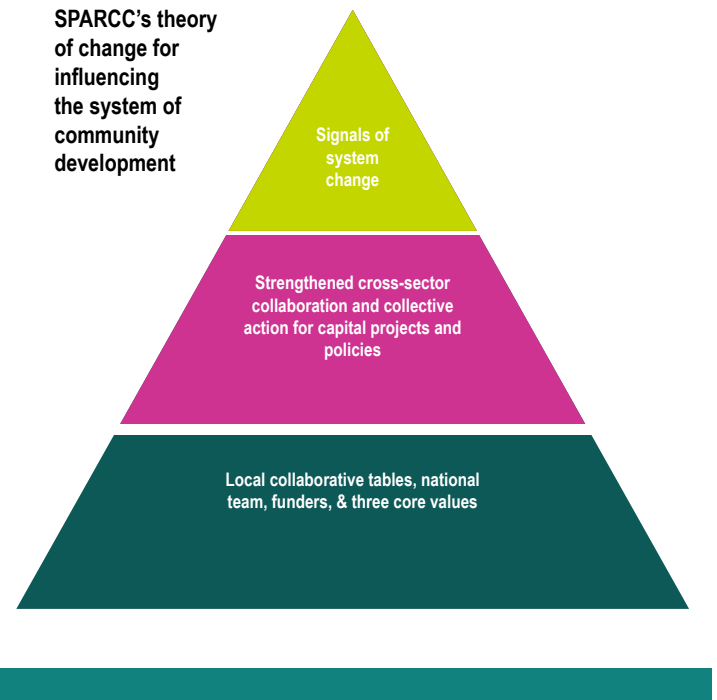 SPARCC's theory
of change for
influencing
the system of
community
development
Signals of
system
change
Strengthened cross-sector
collaboration and collective
action for capital projects and
policies
Local collaborative tables, national
team, funders, & three core values